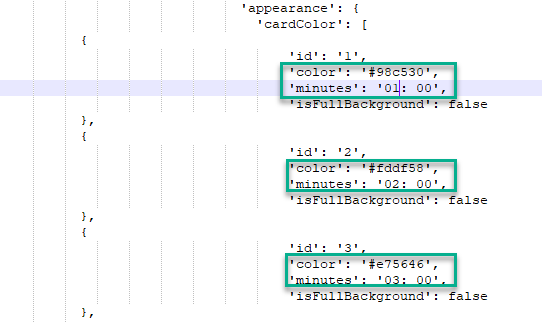 'appearance': {
'cardColor': [
{
'id': '1',
'color': '#98c530',
'minutes': '01: 00',
'isFullBackground': false
},
{
'id': '2',
'color': '#fddf58',
'minutes': '02: 00',
'isFullBackground': false
},
{
'id': '3',
'color': '#e75646',
'minutes': '03: 00',
'isFullBackground': false
},